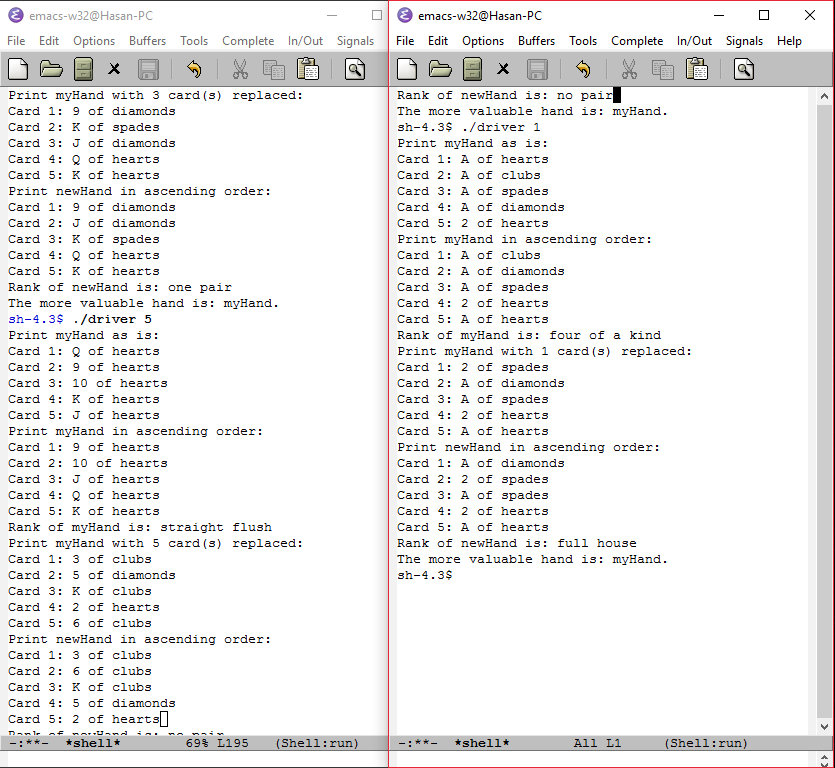 emacs-w32@Hasan-PC
File Edit Options Buffers Tools Complete In/Out Signals
Print myHand with 3 card(s) replaced:
Card 1: 9 of diamonds
Card 2: K of spades
Card 3: J of diamonds
Card 4: Q of hearts
Card 5: K of hearts
Print newHand in ascending order:
Card 1: 9 of diamonds
Card 2: J of diamonds
Card 3: K of spades
Card 4: Q of hearts
Card 5: K of hearts
Rank of newHand is: one pair
The more valuable hand is: myHand.
sh-4.3$ ./driver 5
Print myHand as is:
Card 1: Q of hearts
Card 2: 9 of hearts
Card 3: 10 of hearts
Card 4: K of hearts
Card 5: J of hearts
Print myHand in ascending order:
Card 1: 9 of hearts
Card 2: 10 of hearts
Card 3: J of hearts
Card 4: Q of hearts
Card 5: K of hearts
Rank of myHand is: straight flush
Print myHand with 5 card(s) replaced:
Card 1: 3 of clubs
Card 2: 5 of diamonds
Card 3: K of clubs
Card 4: 2 of hearts
Card 5: 6 of clubs
Print newHand in ascending order:
Card 1: 3 of clubs
Card 2: 6 of clubs
Card 3: K of clubs
Card 4: 5 of diamonds
Card 5: 2 of hearts
Rank of newHand is: no pair
-:**- *shell* 69% L195 (Shell:run)
emacs-w32@Hasan-PC
File Edit Options Buffers Tools Complete In/Out Signals Help
Rank of newHand is: no pair
The more valuable hand is: myHand.
sh-4.3$ ./driver 1
Print myHand as is:
Card 1: A of hearts
Card 2: A of clubs
Card 3: A of spades
Card 4: A of diamonds
Card 5: 2 of hearts
Print myHand in ascending order:
Card 1: A of clubs
Card 2: A of diamonds
Card 3: A of spades
Card 4: 2 of hearts
Card 5: A of hearts
Rank of myHand is: four of a kind
Print myHand with 1 card(s) replaced:
Card 1: 2 of spades
Card 2: A of diamonds
Card 3: A of spades
Card 4: 2 of hearts
Card 5: A of hearts
Print newHand in ascending order:
Card 1: A of diamonds
Card 2: 2 of spades
Card 3: A of spades
Card 4: 2 of hearts
Card 5: A of hearts
Rank of newHand is: full house
The more valuable hand is: myHand.
sh-4.3$
-:**- *shell* All L1 (Shell:run)